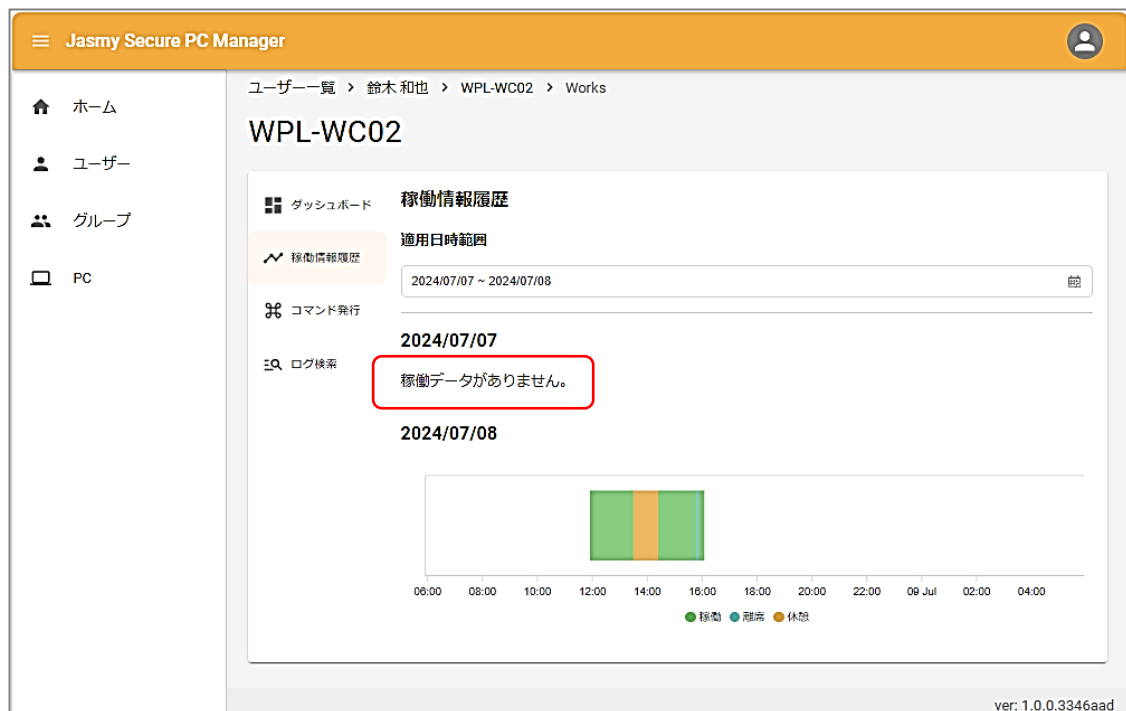 Jasmy Secure PC Manager
ホーム
ユーザー
グループ
PC
ユーザー一覧 > 鈴木 和也 > WPL-WC02 > Works
WPL-WC02
ダッシュボード
稼働情報履歴
コマンド発行
ログ検索
稼働情報履歴
適用日時範囲
2024/07/07 ~ 2024/07/08
2024/07/07
稼働データがありません。
2024/07/08
06:00 08:00 10:00 12:00 14:00 16:00 18:00 20:00 22:00 09 Jul 02:00 04:00
稼働 離席 休憩
ver: 1.0.0.3346aad